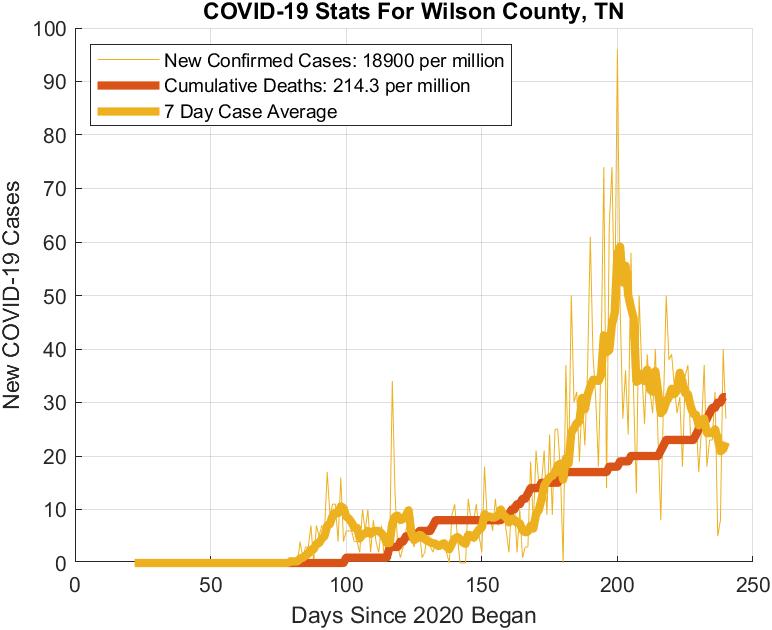 COVID-19 Stats For Wilson County, TN
New Confirmed Cases: 18900 per million
Cumulative Deaths: 214.3 per million
7 Day Case Average
New COVID-19 Cases
100
90
80
70
60
50
40
30
20
10
0
0 50 100 150 200 250
Days Since 2020 Began